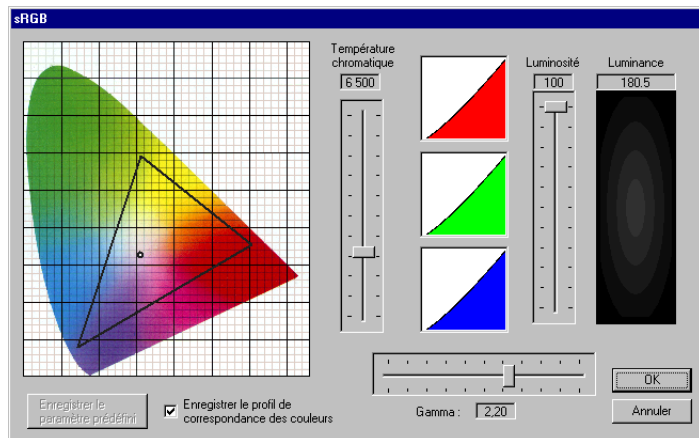 sRGB
Température
chromatique
6 500
Luminosité
100
Luminance
180.5
Enregistrer le
paramètre prédéfini
Enregistrer le profil de
correspondance des couleurs
Gamma :
2,20
OK
Annuler